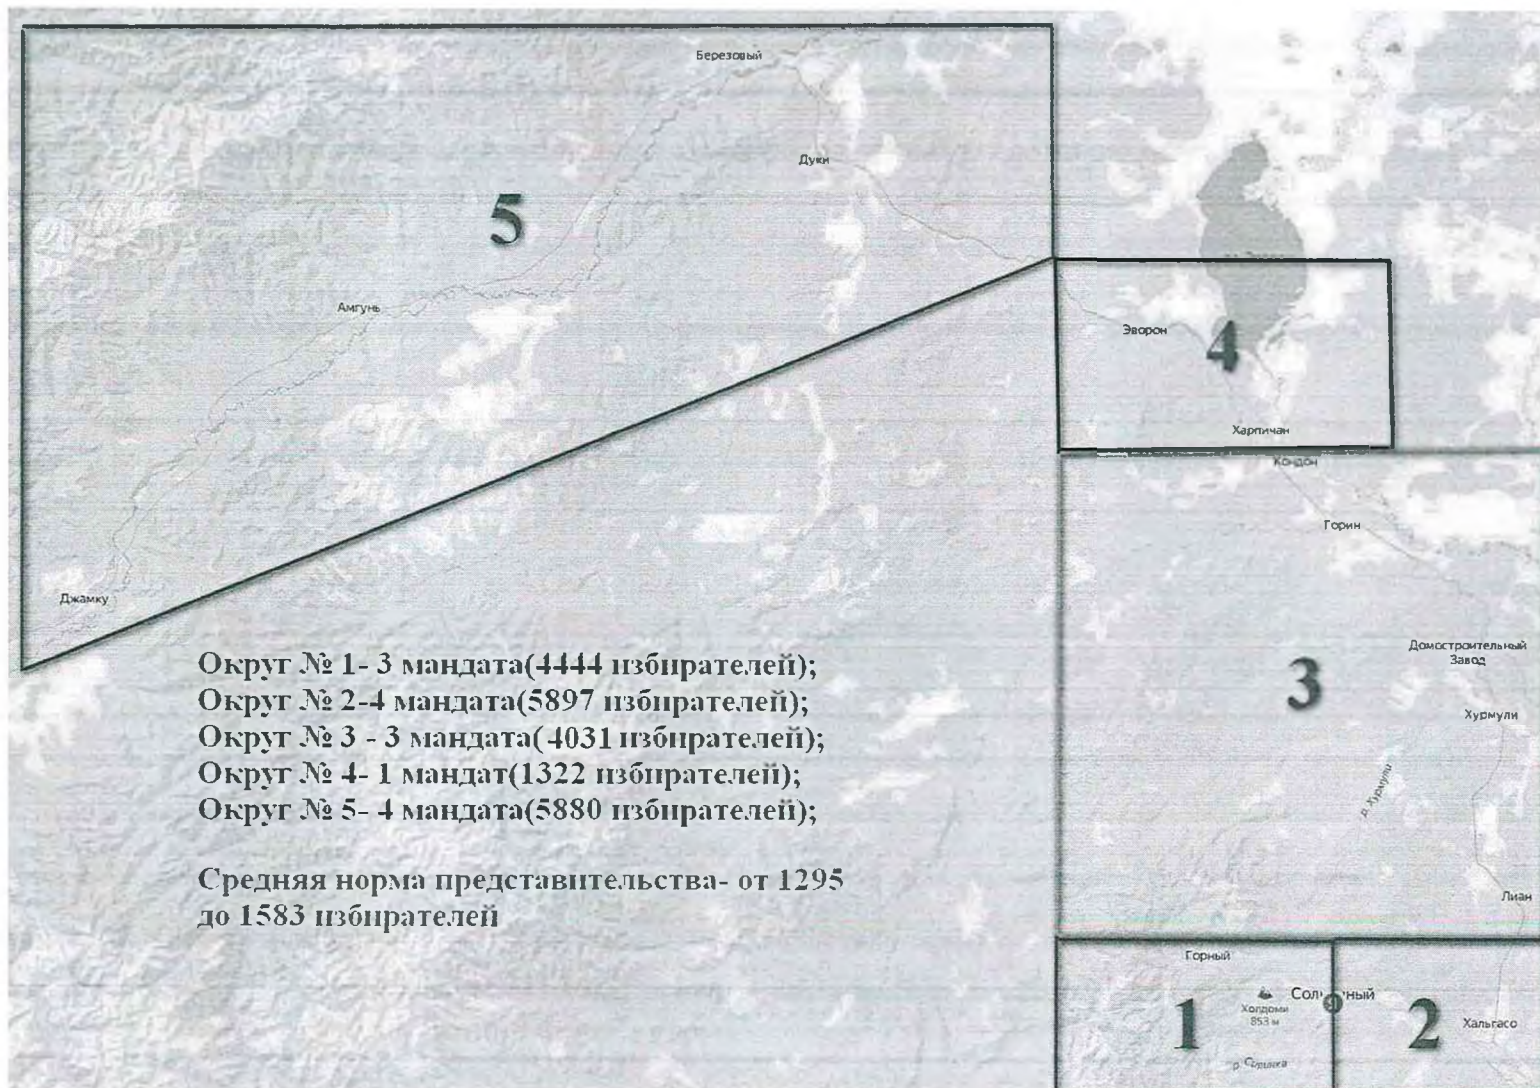 Березовый
Дуки
5
Амгунь
Эворон
4
Харпичан
Кондон
Горин
Джамку
Домостроительный
Завод
3
Хурмули
р. Хурмули
Лиан
Округ № 1- 3 мандата(4444 избирателей);
Округ № 2-4 мандата(5897 избирателей);
Округ № 3 - 3 мандата(4031 избирателей);
Округ № 4- 1 мандат(1322 избирателей);
Округ № 5- 4 мандата(5880 избирателей);
Средняя норма представительства- от 1295
до 1583 избирателей
Горный
Холдоми
853 м
1
2
Хальгасо